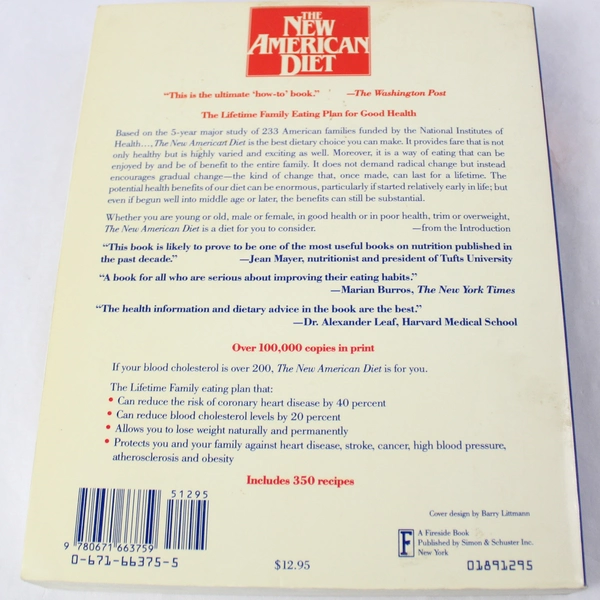 THE
NEW
AMERICAN
DIET
“This is the ultimate ‘how-to’ book.” —The Washington Post
The Lifetime Family Eating Plan for Good Health
Based on the 5-year major study of 233 American families funded by the National Institutes of
Health..., The New American Diet is the best dietary choice you can make. It provides fare that is not
only healthy but is highly varied and exciting as well. Moreover, it is a way of eating that can be
enjoyed by and be of benefit to the entire family. It does not demand radical change but instead
encourages gradual change—the kind of change that, once made, can last for a lifetime. The
potential health benefits of our diet can be enormous, particularly if started relatively early in life; but
even if begun well into middle age or later, the benefits can still be substantial.
Whether you are young or old, male or female, in good health or in poor health, trim or overweight,
The New American Diet is a diet for you to consider. —from the Introduction
“This book is likely to prove to be one of the most useful books on nutrition published in
the past decade.” —Jean Mayer, nutritionist and president of Tufts University
“A book for all who are serious about improving their eating habits.”
—Marian Burros, The New York Times
“The health information and dietary advice in the book are the best.”
—Dr. Alexander Leaf, Harvard Medical School
Over 100,000 copies in print
If your blood cholesterol is over 200, The New American Diet is for you.
The Lifetime Family eating plan that:
• Can reduce the risk of coronary heart disease by 40 percent
• Can reduce blood cholesterol levels by 20 percent
• Allows you to lose weight naturally and permanently
• Protects you and your family against heart disease, stroke, cancer, high blood pressure,
atherosclerosis and obesity
Includes 350 recipes
51295
9 780671 663759
0-671-66375-5
$12.95
Cover design by Barry Littmann
F
A Fireside Book
Published by Simon & Schuster Inc.
New York
01891295